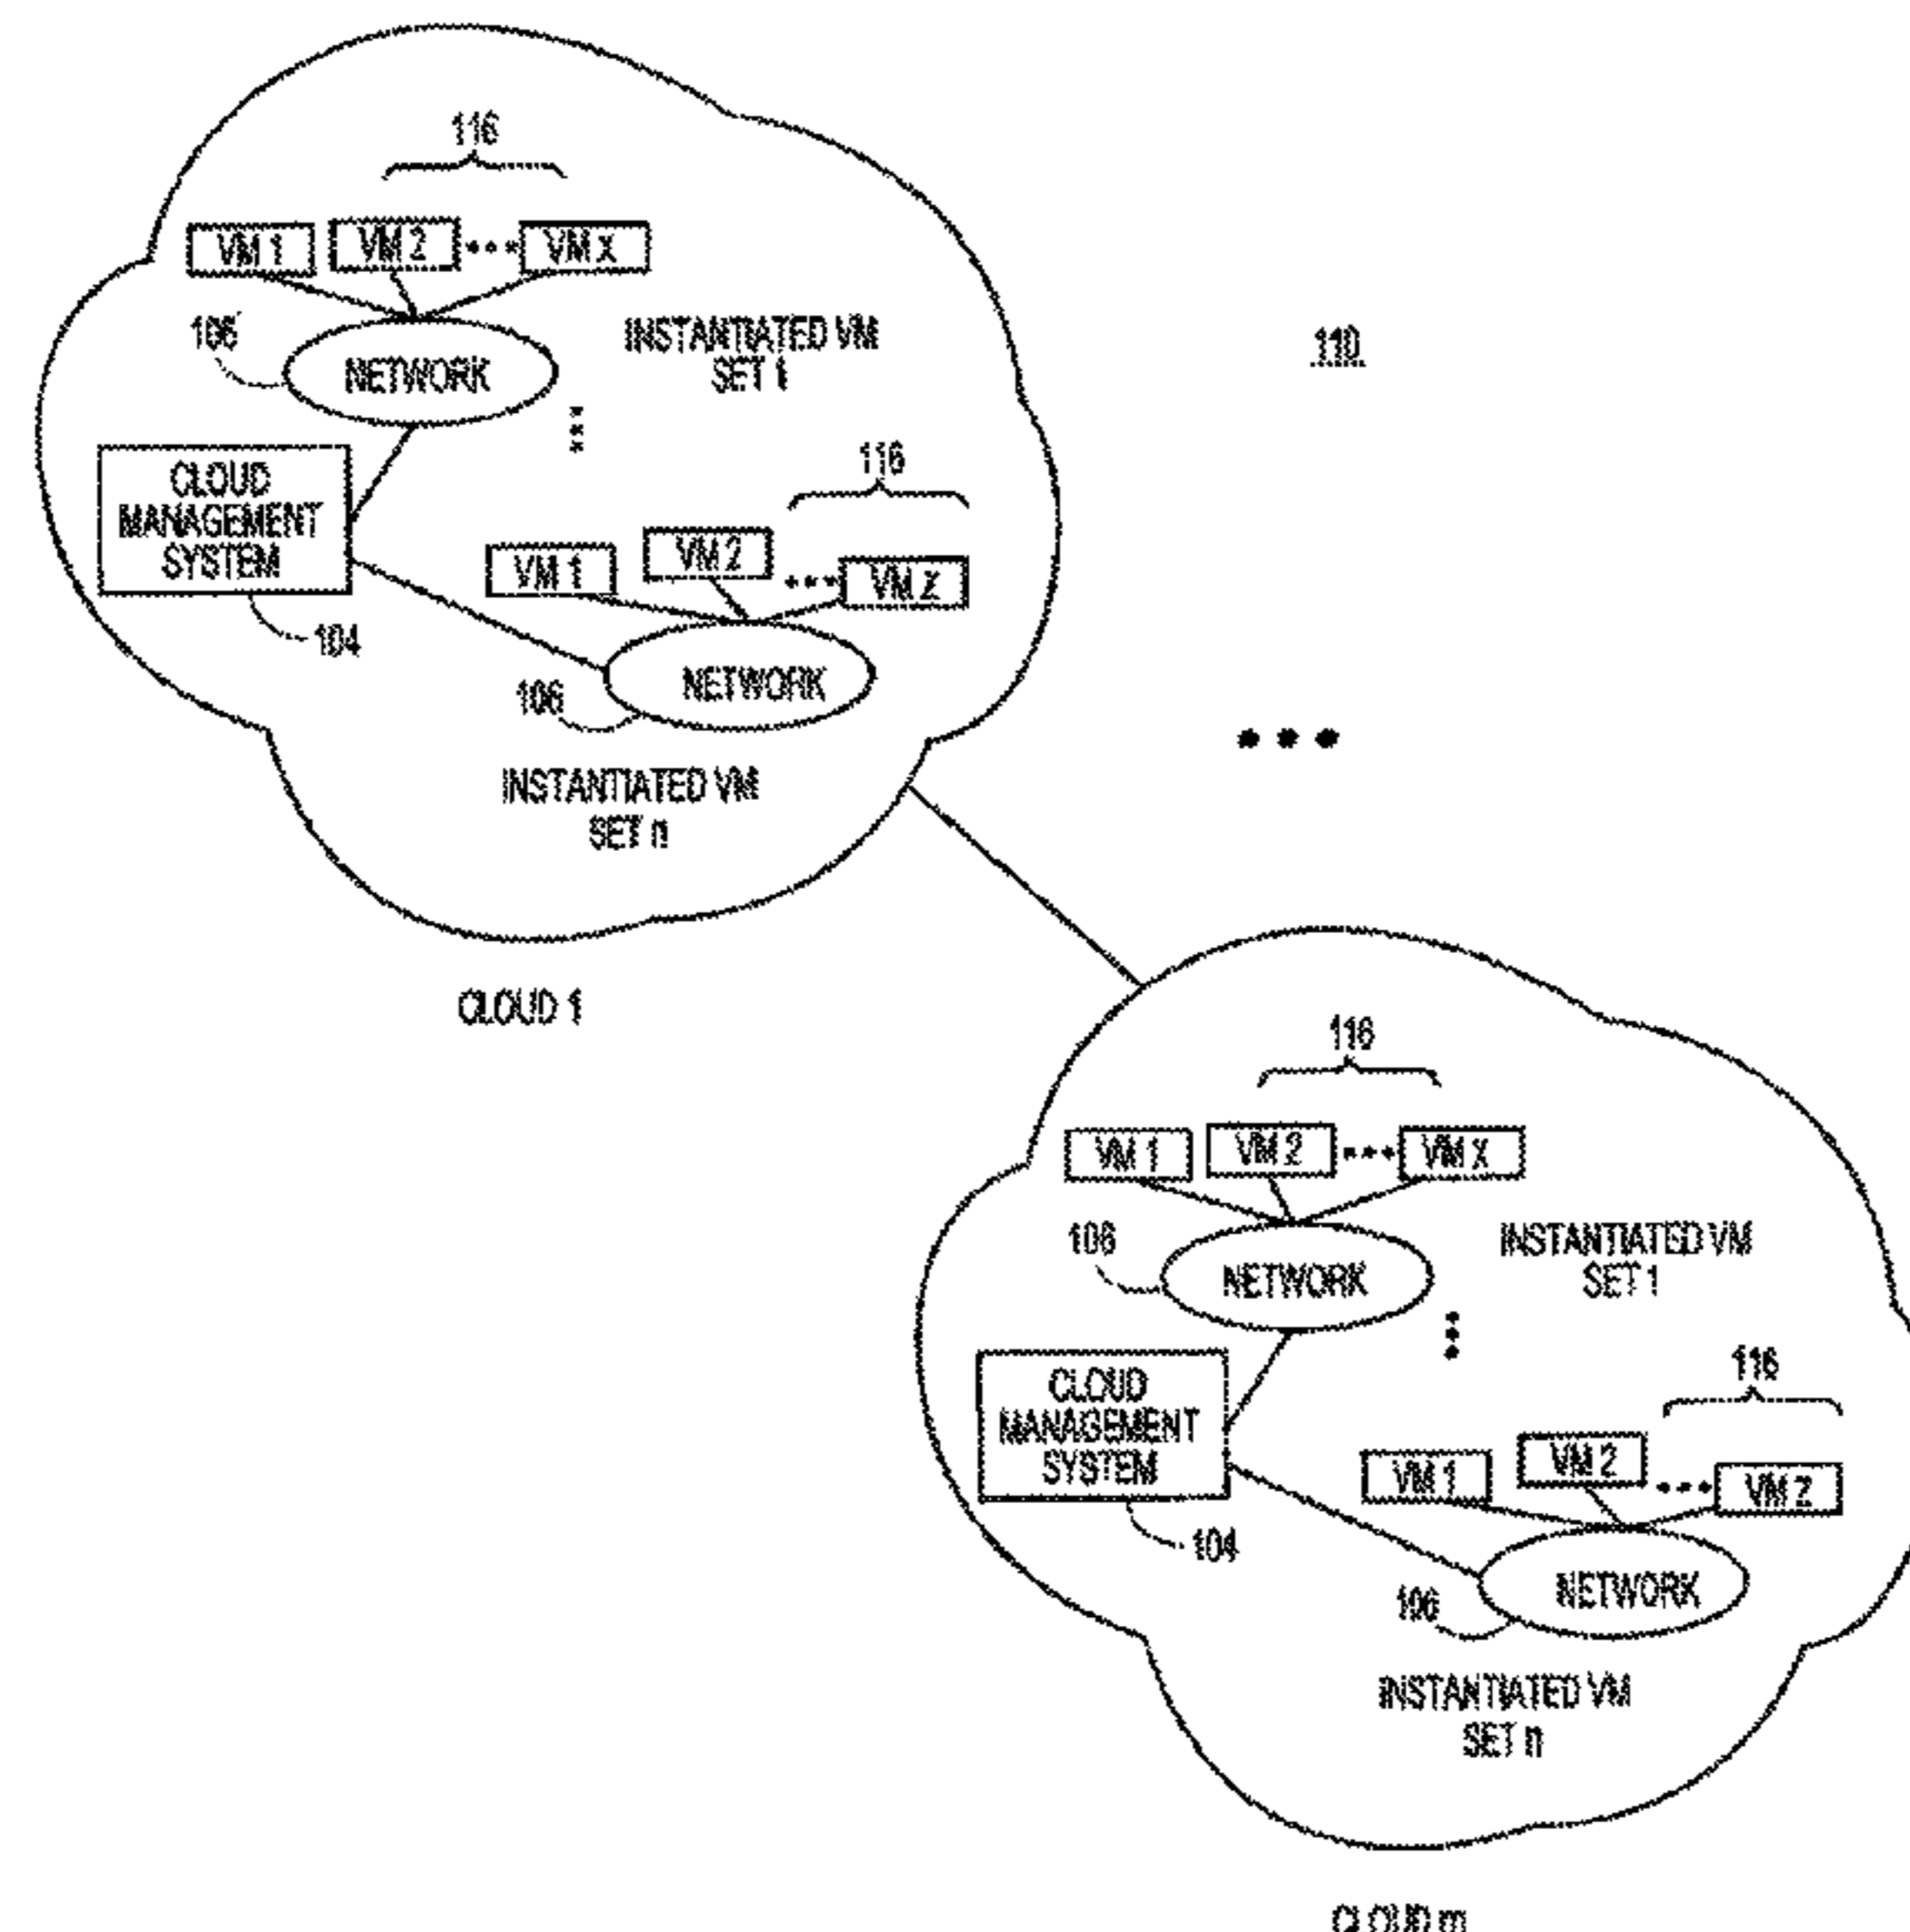 116
VM 1
VM 2
VM X
106
NETWORK
INSTANTIATED VM
SET 1
110
CLOUD
MANAGEMENT
SYSTEM
104
116
VM 1
VM 2
VM Z
106
NETWORK
INSTANTIATED VM
SET n
CLOUD 1
116
VM 1
VM 2
VM X
106
NETWORK
INSTANTIATED VM
SET 1
CLOUD
MANAGEMENT
SYSTEM
104
116
VM 1
VM 2
VM Z
106
NETWORK
INSTANTIATED VM
SET n
CLOUD m